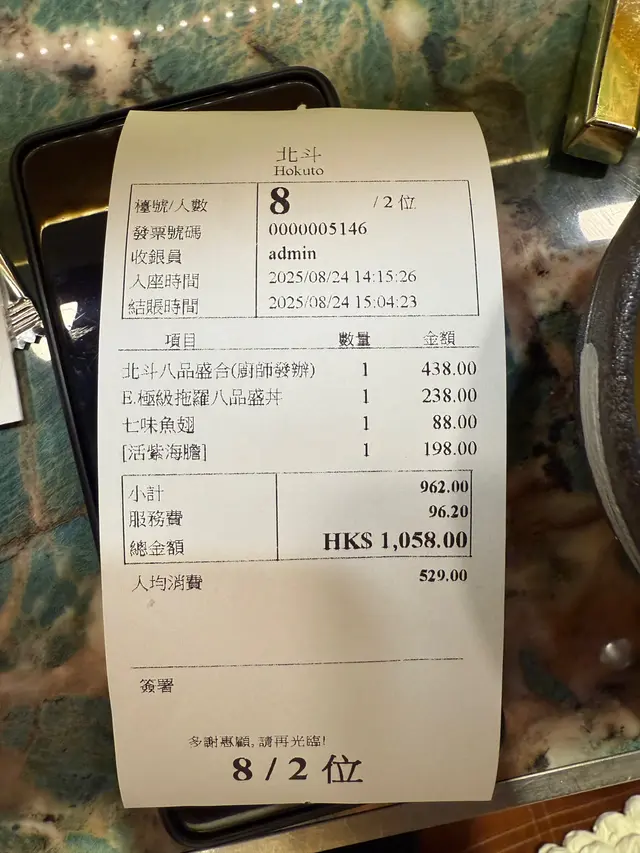 北斗
Hokuto
檯號/人數 8 / 2 位
發票號碼 0000005146
收銀員 admin
入座時間 2025/08/24 14:15:26
結賬時間 2025/08/24 15:04:23
項目 數量 金額
北斗八品盛合(廚師發辦) 1 438.00
E.極級拖羅八品盛丼 1 238.00
七味魚翅 1 88.00
[活紫海膽] 1 198.00
小計 962.00
服務費 96.20
總金額 HK$ 1,058.00
人均消費 529.00
簽署
多謝惠顧,請再光臨!
8 / 2 位